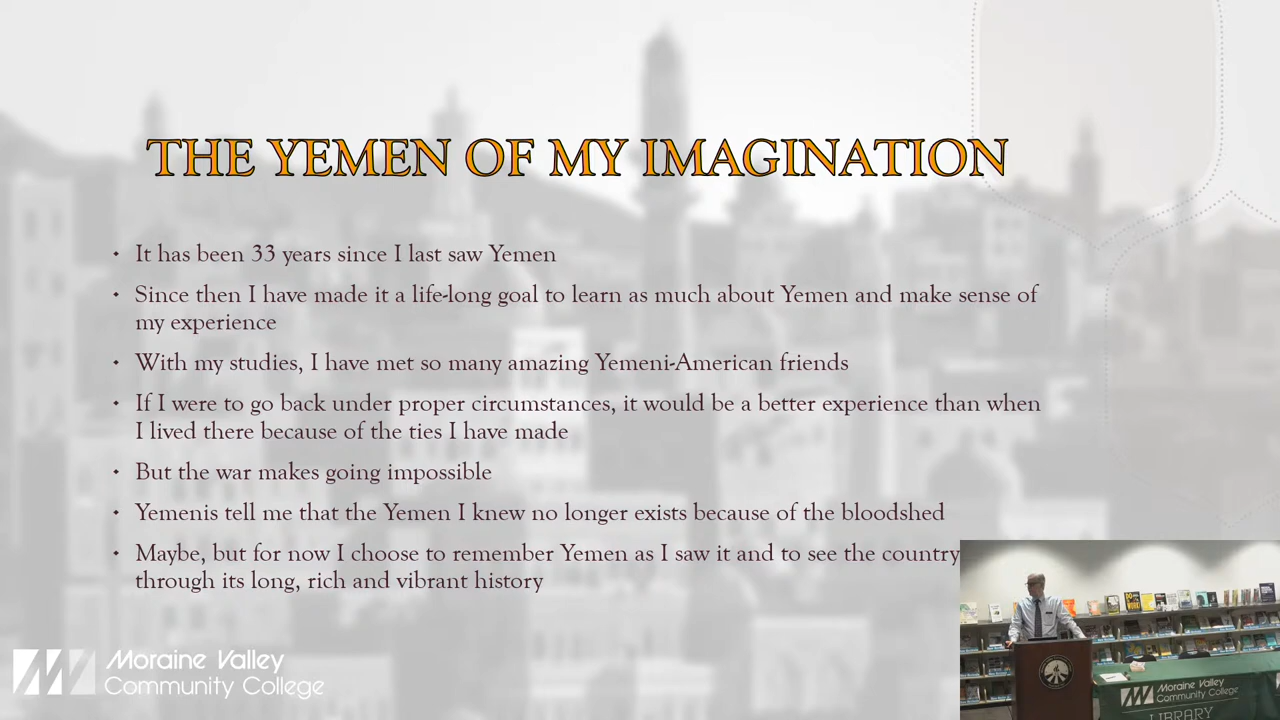 THE YEMEN OF MY IMAGINATION
• It has been 33 years since I last saw Yemen
• Since then I have made it a life-long goal to learn as much about Yemen and make sense of
my experience
• With my studies, I have met so many amazing Yemeni-American friends
• If I were to go back under proper circumstances, it would be a better experience than when
I lived there because of the ties I have made
• But the war makes going impossible
• Yemenis tell me that the Yemen I knew no longer exists because of the bloodshed
• Maybe, but for now I choose to remember Yemen as I saw it and to see the country
through its long, rich and vibrant history
Moraine Valley
Community College
Moraine Valley
Community College
LIBRARY